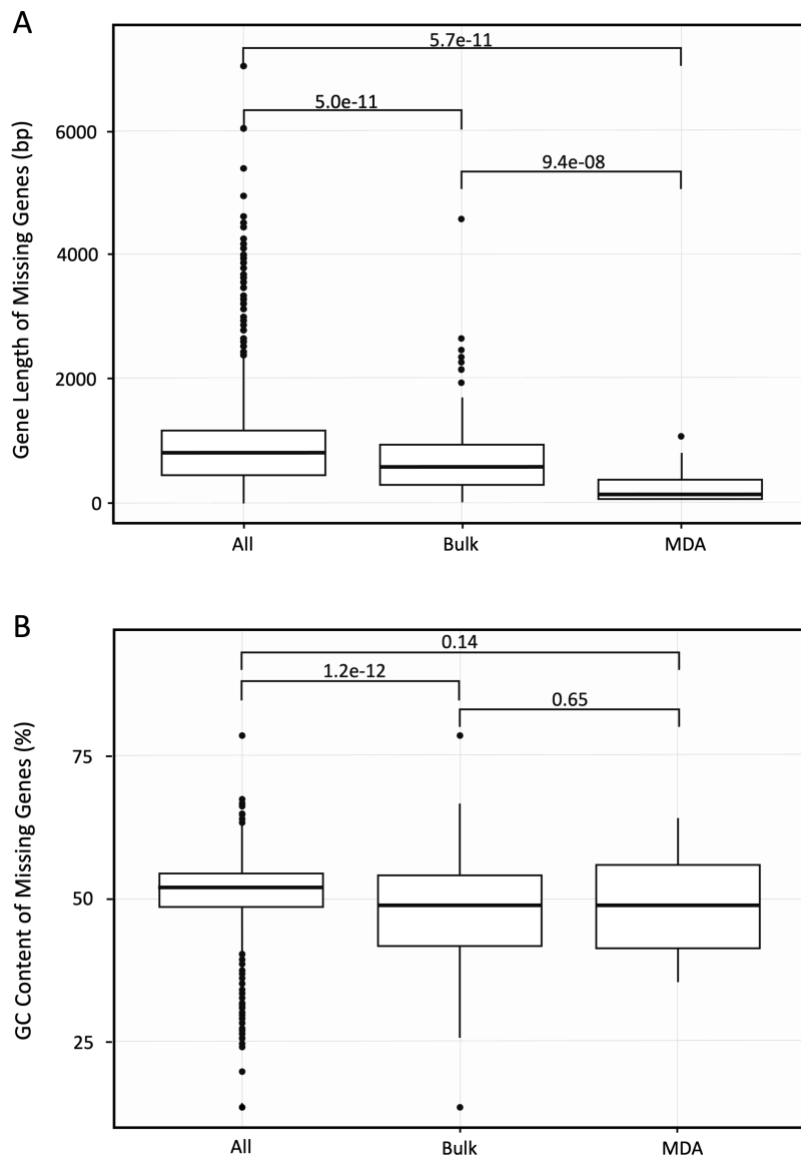 A
5.7e-11
5.0e-11
9.4e-08
Gene Length of Missing Genes (bp)
6000
4000
2000
0
All Bulk MDA
B
0.14
1.2e-12
0.65
GC Content of Missing Genes (%)
75
50
25
All Bulk MDA